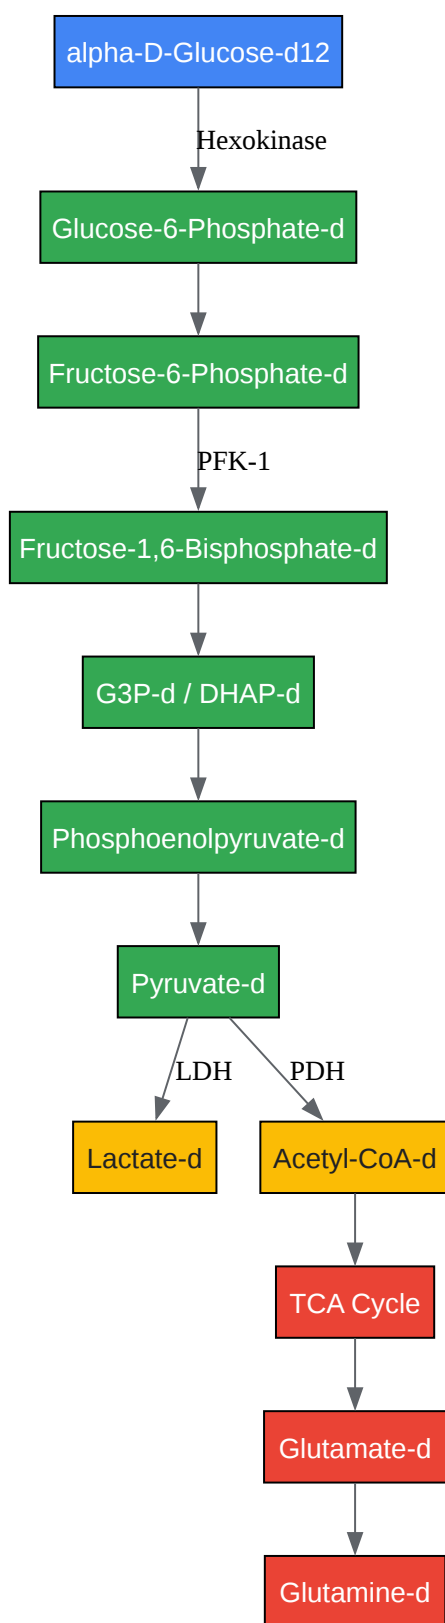 alpha-D-Glucose-d12
Hexokinase
Glucose-6-Phosphate-d
Fructose-6-Phosphate-d
PFK-1
Fructose-1,6-Bisphosphate-d
G3P-d / DHAP-d
Phosphoenolpyruvate-d
Pyruvate-d
LDH
PDH
Lactate-d
Acetyl-CoA-d
TCA Cycle
Glutamate-d
Glutamine-d